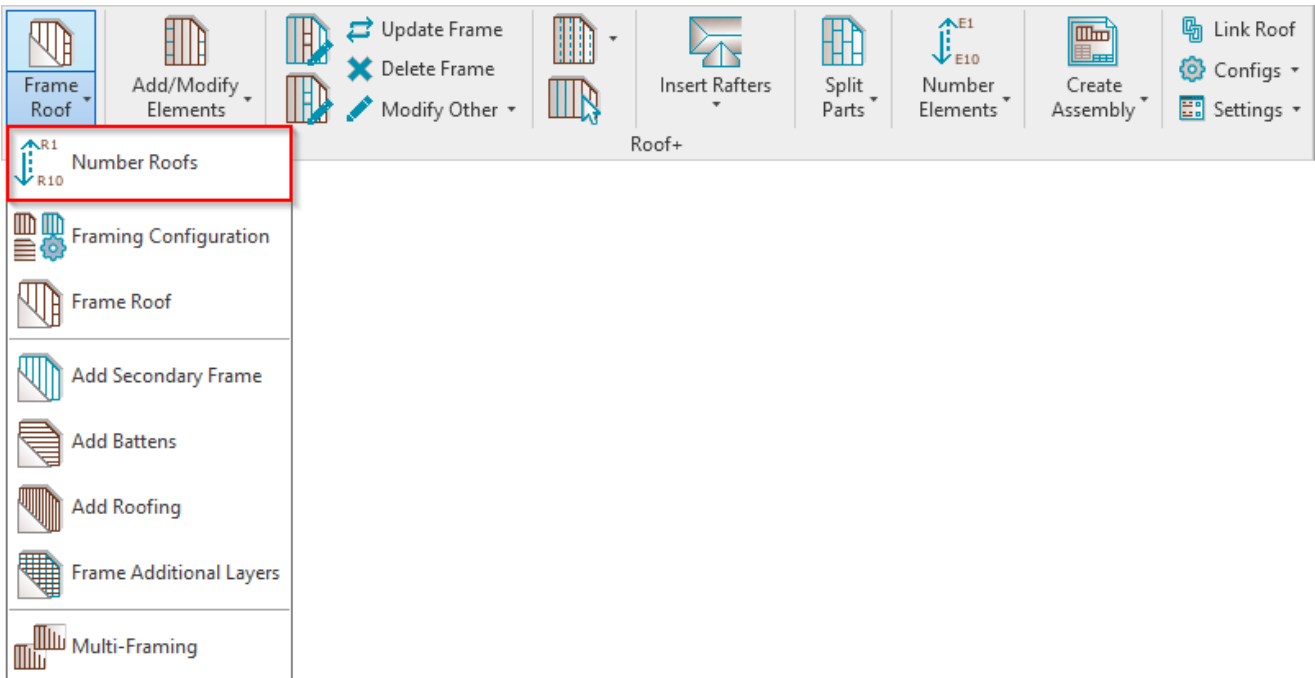 Frame
Roof
Add/Modify
Elements
Update Frame
Delete Frame
Modify Other
Insert Rafters
Split
Parts
E1
E10
Number
Elements
Create
Assembly
Link Roof
Configs
Settings
Roof+
R1
R10
Number Roofs
Framing Configuration
Frame Roof
Add Secondary Frame
Add Battens
Add Roofing
Frame Additional Layers
Multi-Framing